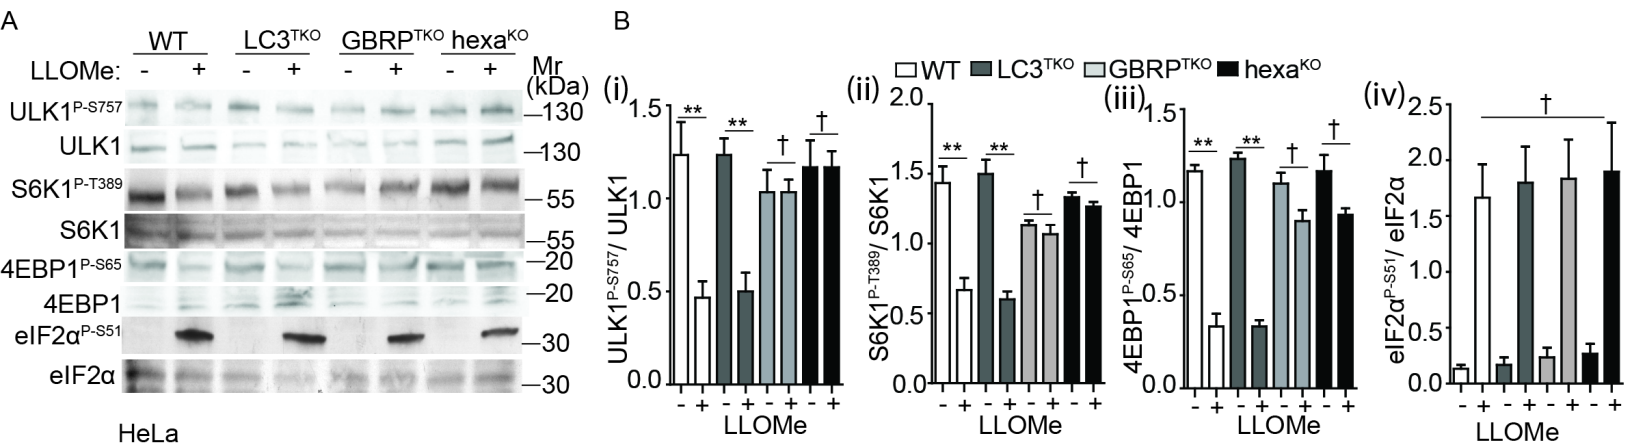 A
WT LC3TKO GBRPTKO hexaKO
LLOMe: - + - + - + - + Mr
(kDa)
ULK1P-S757 130
ULK1 130
S6K1P-T389 55
S6K1 55
4EBP1P-S65 20
4EBP1 20
eIF2αP-S51 30
eIF2α 30
HeLa
B
WT LC3TKO GBRPTKO hexaKO
(i)
ULK1P-S757/ ULK1
1.5
1.0
0.5
0.0
** ** † †
- + - + - + - +
LLOMe
(ii)
S6K1P-T389/ S6K1
2.0
1.5
1.0
0.5
0.0
** ** † †
- + - + - + - +
LLOMe
(iii)
4EBP1P-S65/ 4EBP1
1.5
1.0
0.5
0.0
** ** † †
- + - + - + - +
LLOMe
(iv)
eIF2αP-S51/ eIF2α
2.5
2.0
1.5
1.0
0.5
0.0
†
- + - + - + - +
LLOMe